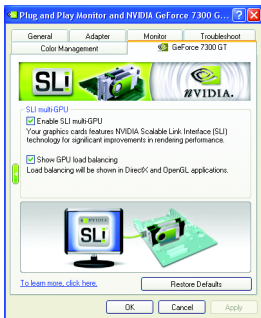 Plug and Play Monitor and NVIDIA GeForce 7300 G...
General
Adapter
Monitor
Troubleshoot
Color Management
GeForce 7300 GT
SLI
NVIDIA.
SLI multi-GPU
Enable SLI multi-GPU
Your graphics cards features NVIDIA Scalable Link Interface (SLI)
technology for significant improvements in rendering performance.
Show GPU load balancing
Load balancing will be shown in DirectX and OpenGL applications.
NVIDIA
SLI
To learn more, click here.
Restore Defaults
OK
Cancel
Apply